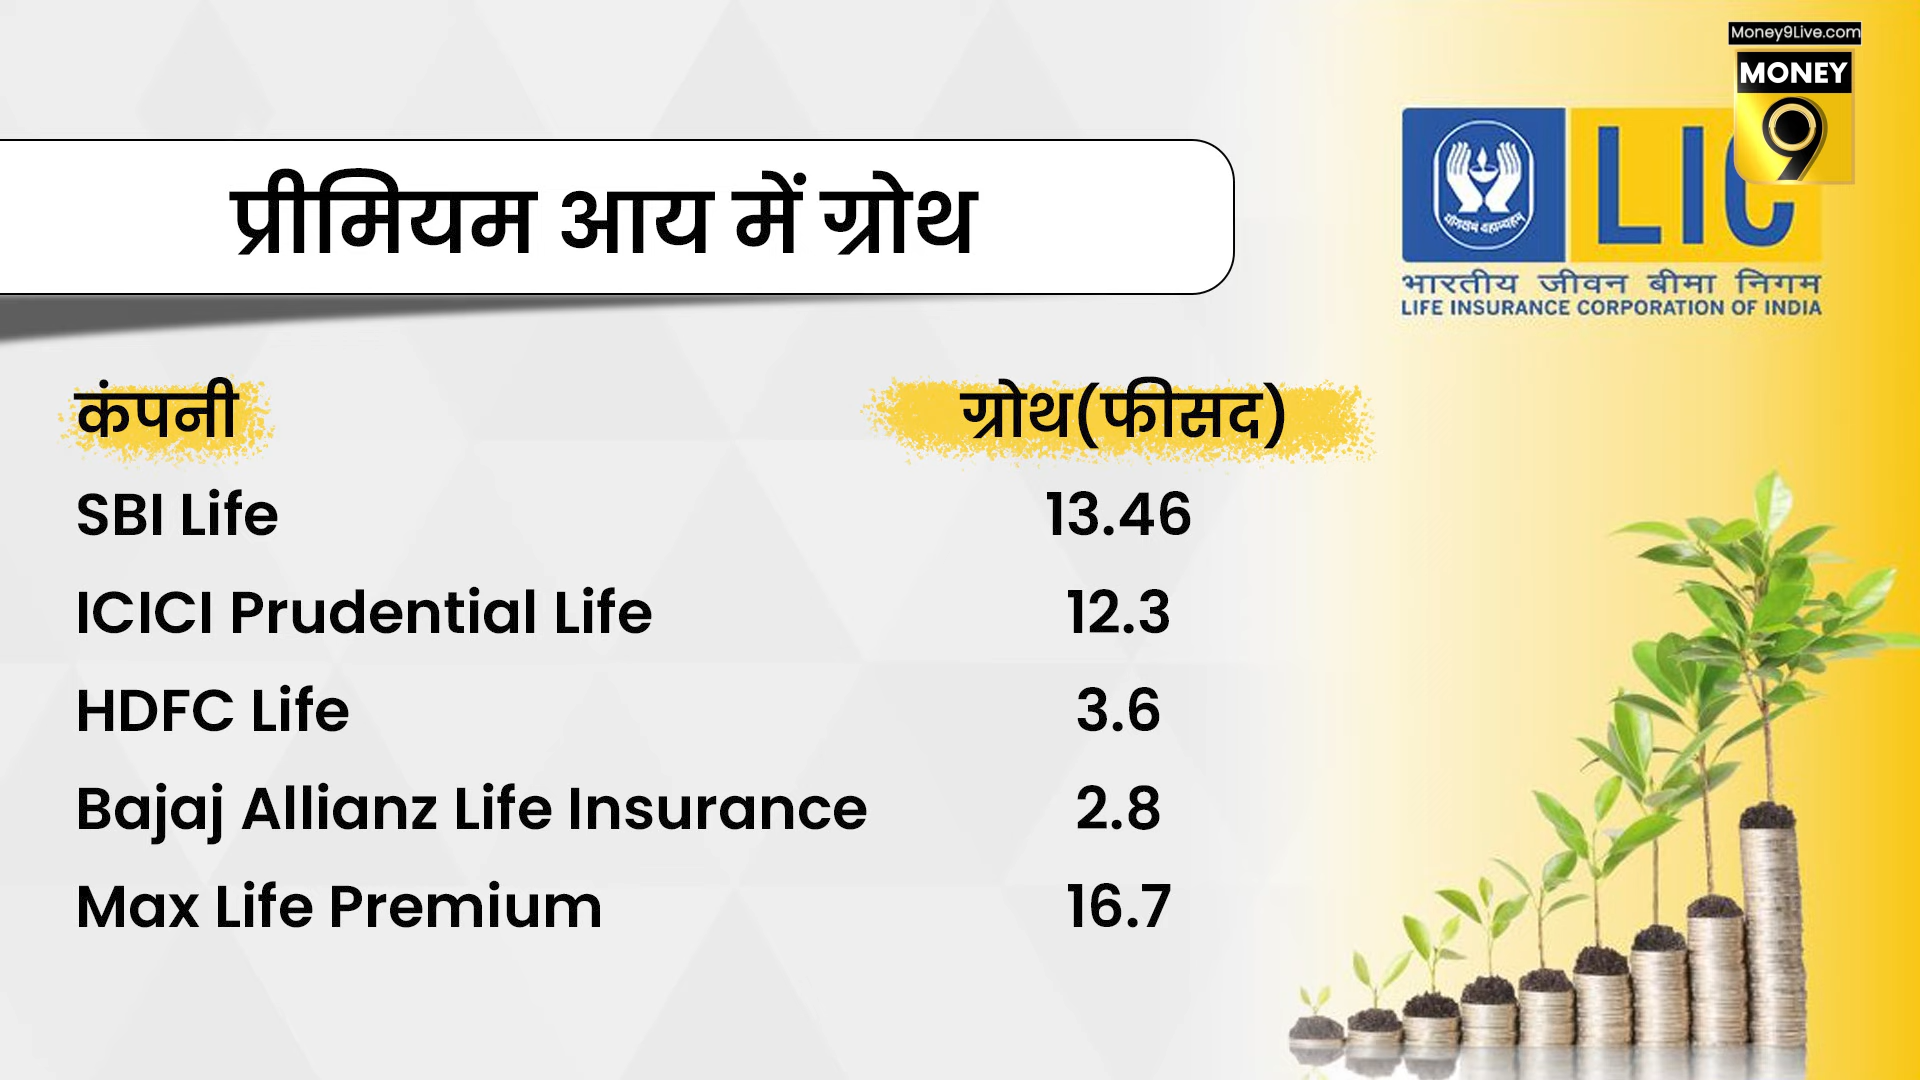 Money9Live.com
MONEY
9
प्रीमियम आय में ग्रोथ
LIC
भारतीय जीवन बीमा निगम
LIFE INSURANCE CORPORATION OF INDIA
कंपनी ग्रोथ(फीसद)
SBI Life 13.46
ICICI Prudential Life 12.3
HDFC Life 3.6
Bajaj Allianz Life Insurance 2.8
Max Life Premium 16.7